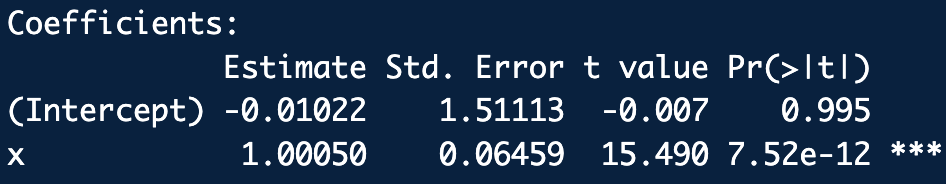 Coefficients:
Estimate Std. Error t value Pr(>|t|)
(Intercept) -0.01022 1.51113 -0.007 0.995
x 1.00050 0.06459 15.490 7.52e-12 ***